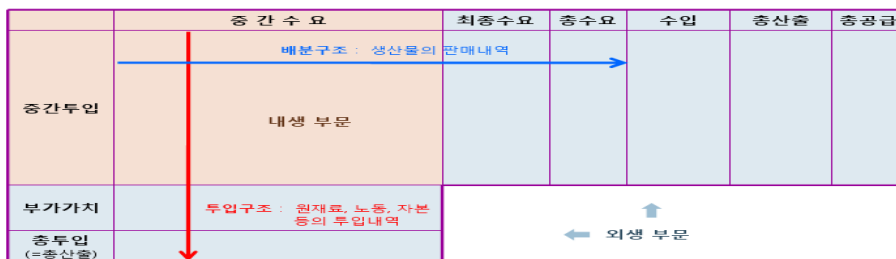 중 간 수 요 최종수요 총수요 수입 총산출 총공급
배분구조 : 생산물의 판매내역
중간투입
내생 부문
부가가치
투입구조 : 원재료, 노동, 자본
등의 투입내역
외생 부문
총투입
(=총산출)